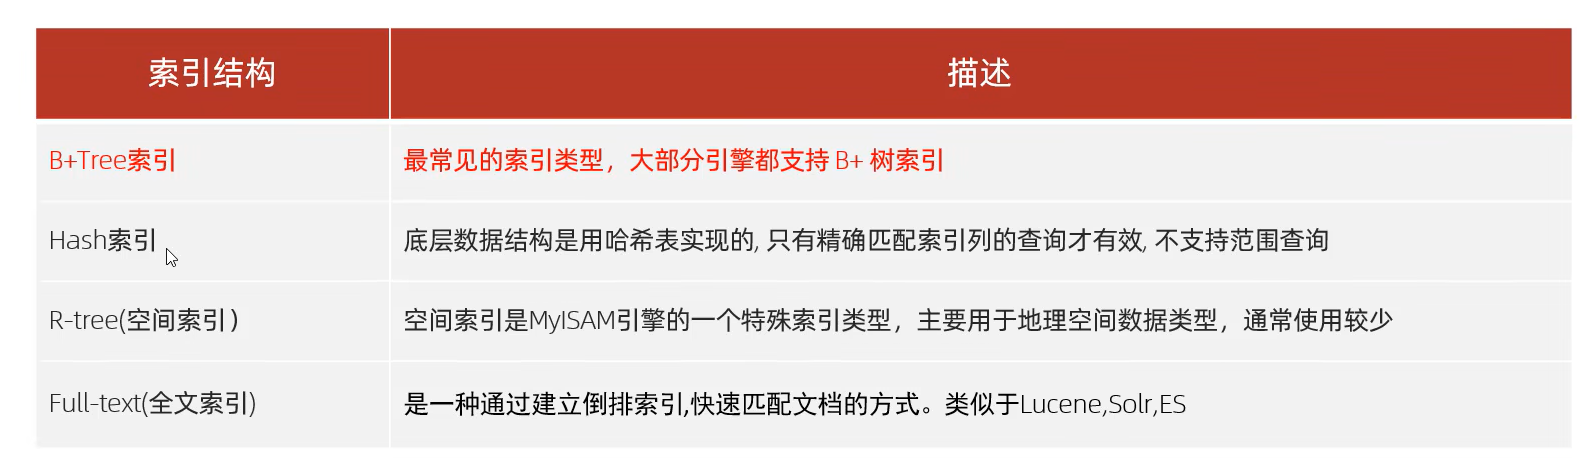 索引结构
描述
B+Tree索引
最常见的索引类型，大部分引擎都支持 B+ 树索引
Hash索引
底层数据结构是用哈希表实现的, 只有精确匹配索引列的查询才有效, 不支持范围查询
R-tree(空间索引）
空间索引是MyISAM引擎的一个特殊索引类型，主要用于地理空间数据类型，通常使用较少
Full-text(全文索引)
是一种通过建立倒排索引,快速匹配文档的方式。类似于Lucene,Solr,ES